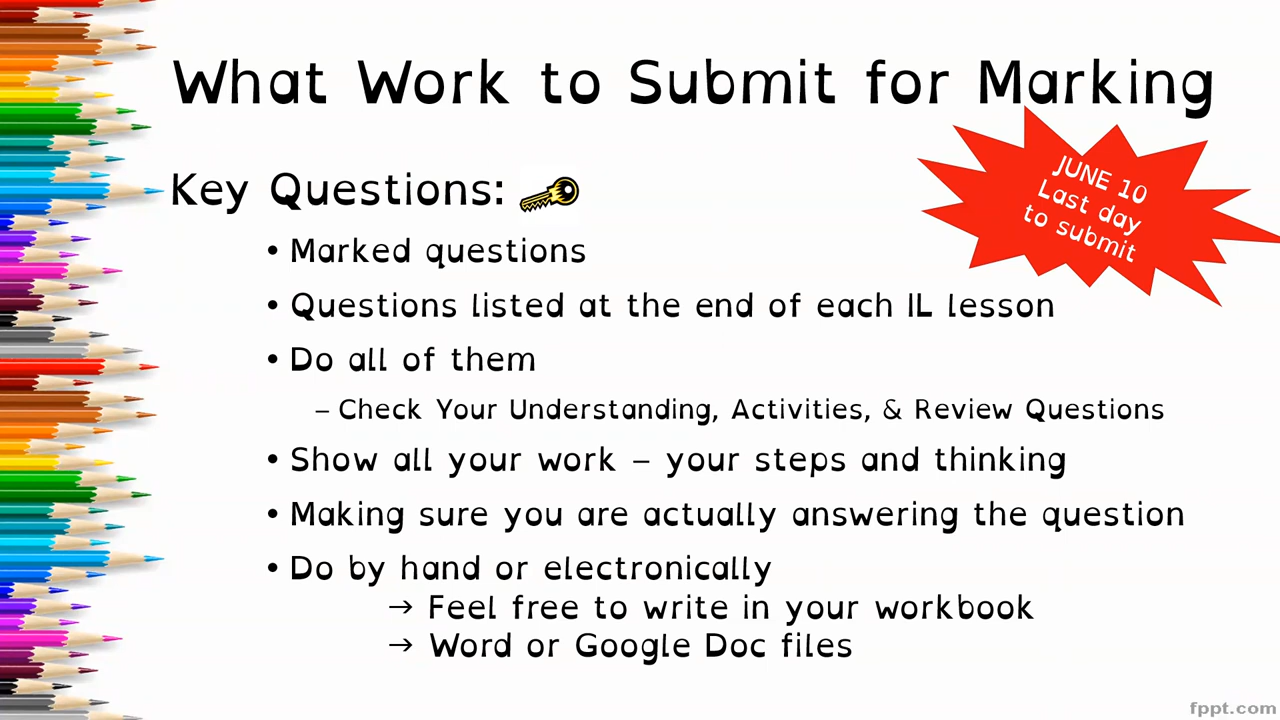 What Work to Submit for Marking
JUNE 10
Last day
to submit
Key Questions:
• Marked questions
• Questions listed at the end of each IL lesson
• Do all of them
– Check Your Understanding, Activities, & Review Questions
• Show all your work – your steps and thinking
• Making sure you are actually answering the question
• Do by hand or electronically
→ Feel free to write in your workbook
→ Word or Google Doc files
fppt.com